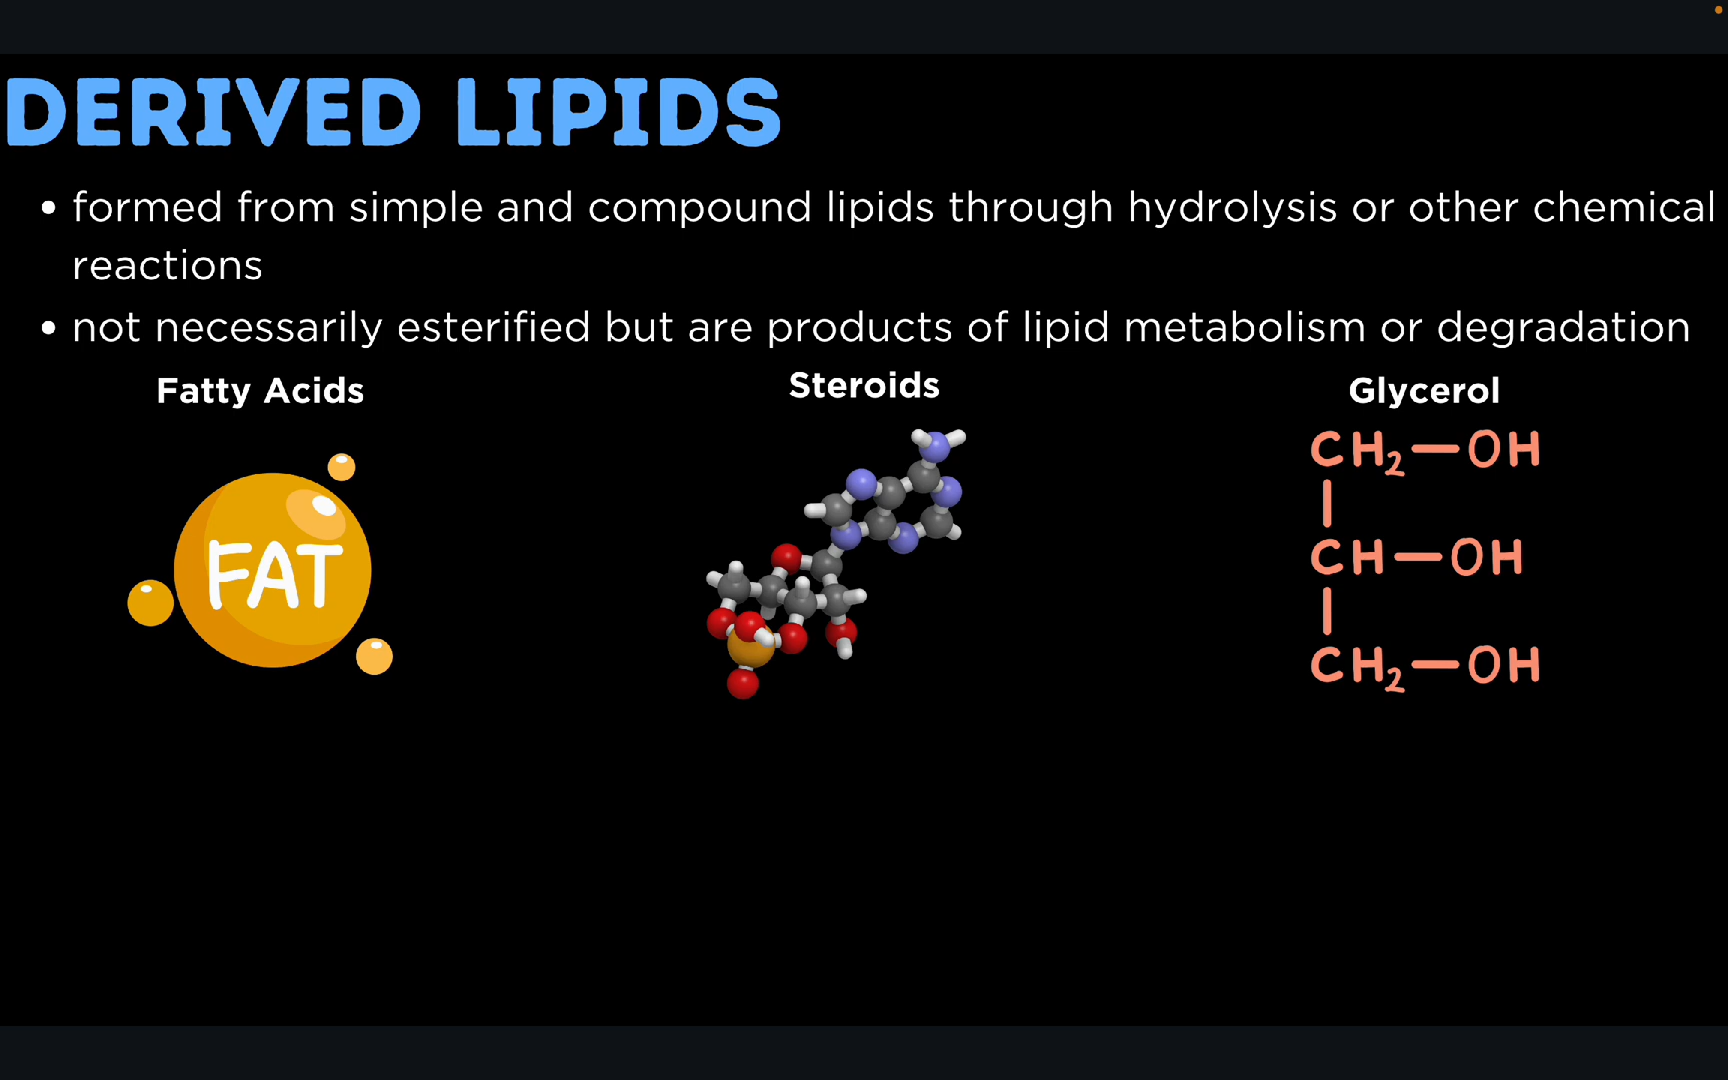 DERIVED LIPIDS
• formed from simple and compound lipids through hydrolysis or other chemical
reactions
• not necessarily esterified but are products of lipid metabolism or degradation
Fatty Acids
Steroids
Glycerol
FAT
CH₂—OH
CH—OH
CH₂—OH